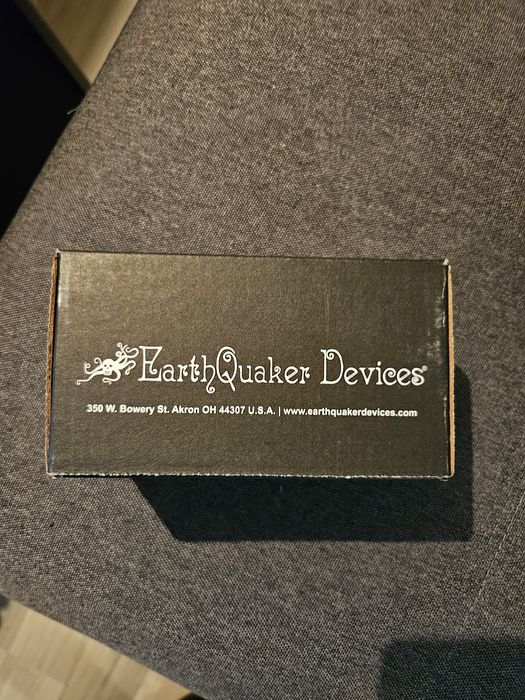 EarthQuaker Devices®
350 W. Bowery St. Akron OH 44307 U.S.A. | www.earthquakerdevices.com